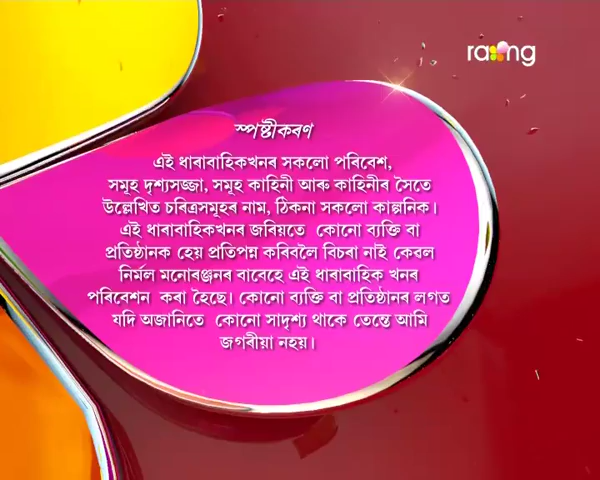 rang
স্পষ্টীকৰণ
এই ধাৰাবাহিকখনৰ সকলো পৰিবেশ,
সমূহ দৃশ্যসজ্জা, সমূহ কাহিনী আৰু কাহিনীৰ সৈতে
উল্লেখিত চৰিত্ৰসমূহৰ নাম, ঠিকনা সকলো কাল্পনিক।
এই ধাৰাবাহিকখনৰ জৰিয়তে কোনো ব্যক্তি বা
প্ৰতিষ্ঠানক হেয় প্ৰতিপন্ন কৰিবলৈ বিচৰা নাই কেৱল
নিৰ্মল মনোৰঞ্জনৰ বাবেহে এই ধাৰাবাহিক খনৰ
পৰিবেশন কৰা হৈছে। কোনো ব্যক্তি বা প্ৰতিষ্ঠানৰ লগত
যদি অজানিতে কোনো সাদৃশ্য থাকে তেন্তে আমি
জগৰীয়া নহয়।